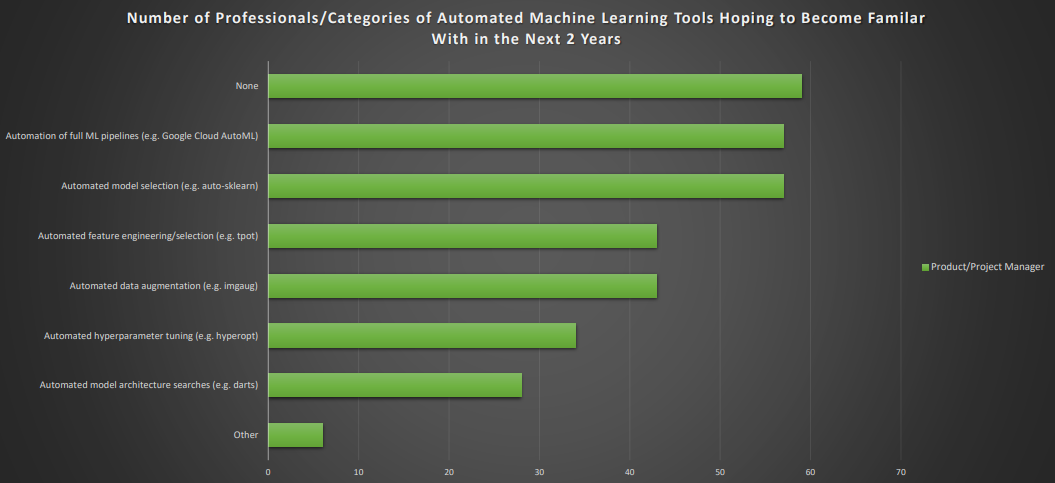 Number of Professionals/Categories of Automated Machine Learning Tools Hoping to Become Familar
With in the Next 2 Years
None
Automation of full ML pipelines (e.g. Google Cloud AutoML)
Automated model selection (e.g. auto-sklearn)
Automated feature engineering/selection (e.g. tpot)
Automated data augmentation (e.g. imgaug)
Automated hyperparameter tuning (e.g. hyperopt)
Automated model architecture searches (e.g. darts)
Other
0 10 20 30 40 50 60 70
Product/Project Manager